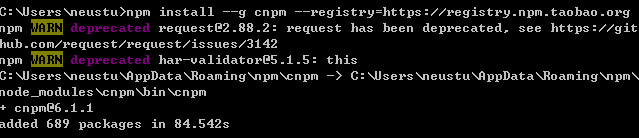 C:\Users\neustu>npm install --g cnpm --registry=https://registry.npm.taobao.org
npm WARN deprecated request@2.88.2: request has been deprecated, see https://git
hub.com/request/request/issues/3142
npm WARN deprecated har-validator@5.1.5: this
C:\Users\neustu\AppData\Roaming\npm\cnpm -> C:\Users\neustu\AppData\Roaming\npm\
node_modules\cnpm\bin\cnpm
+ cnpm@6.1.1
added 689 packages in 84.542s